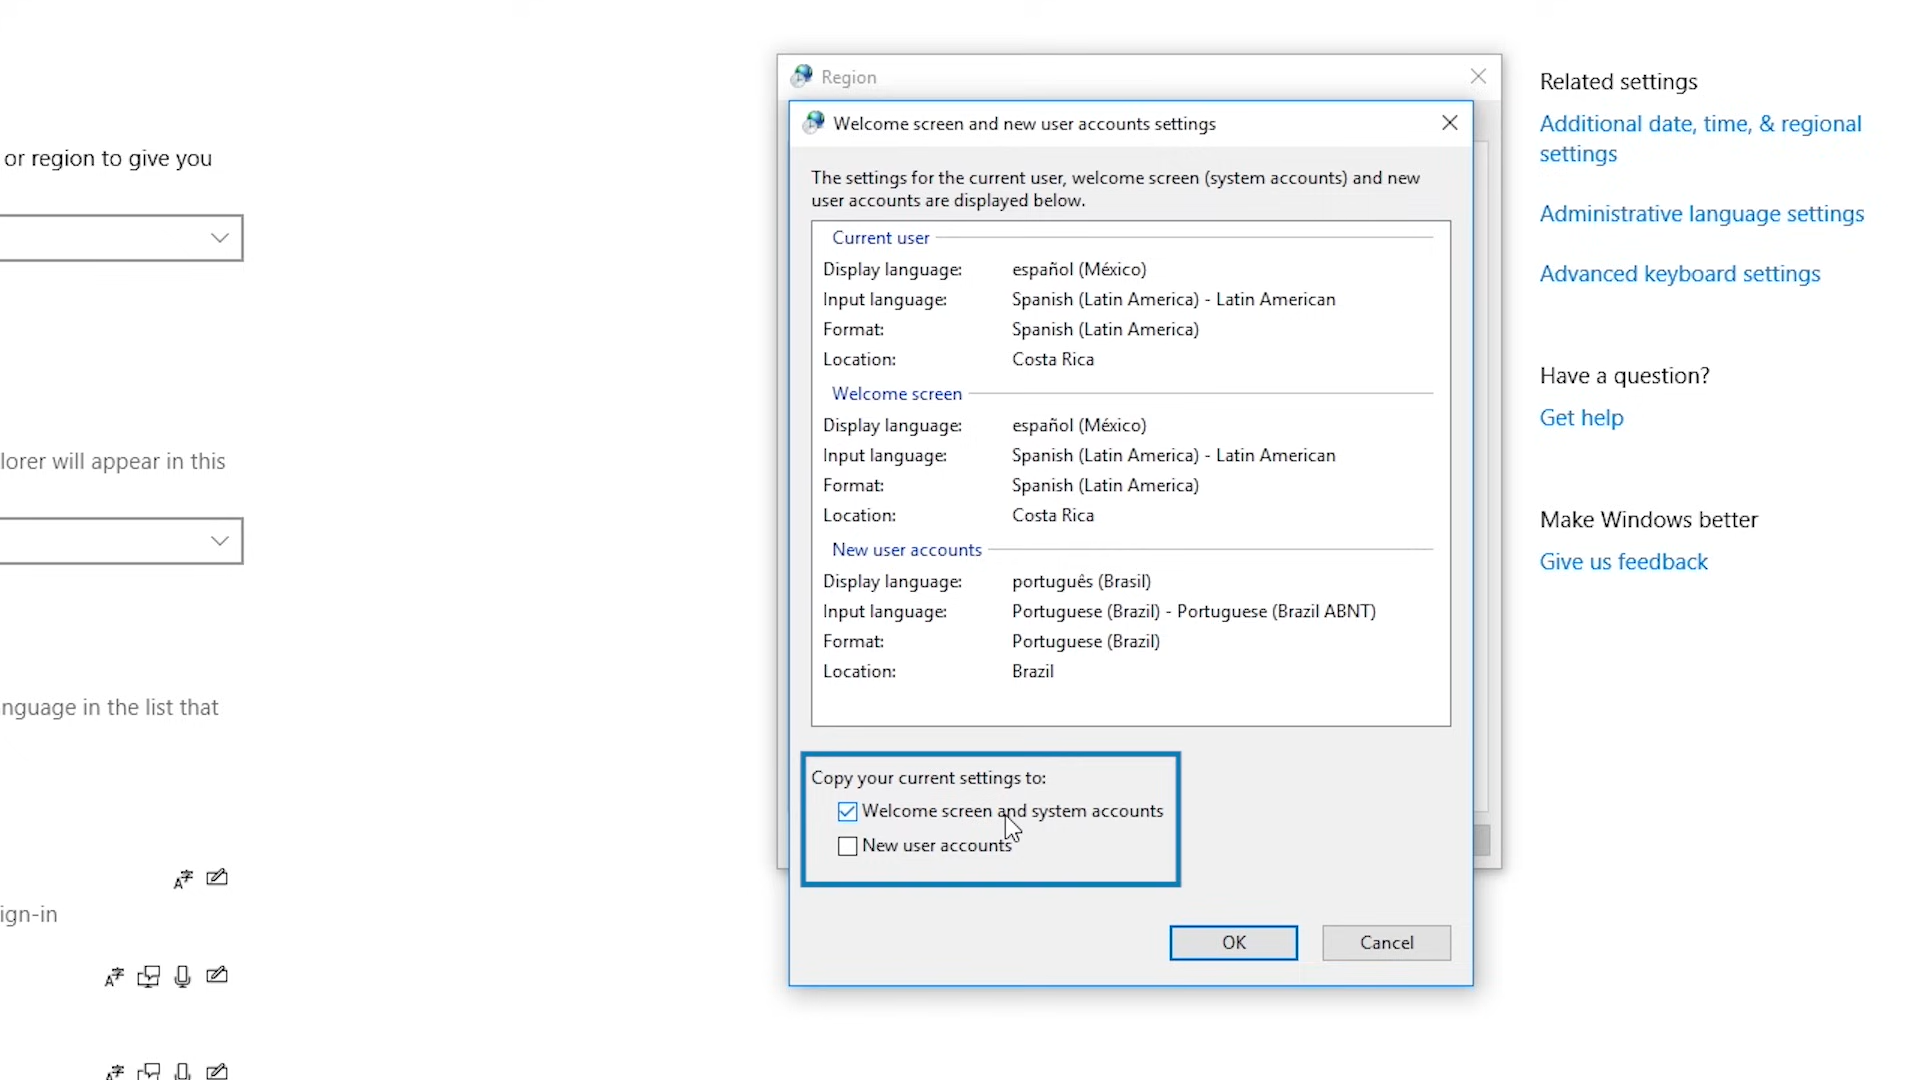 or region to give you
lorer will appear in this
nguage in the list that
ign-in
Region
Welcome screen and new user accounts settings
The settings for the current user, welcome screen (system accounts) and new
user accounts are displayed below.
Current user
Display language: español (México)
Input language: Spanish (Latin America) - Latin American
Format: Spanish (Latin America)
Location: Costa Rica
Welcome screen
Display language: español (México)
Input language: Spanish (Latin America) - Latin American
Format: Spanish (Latin America)
Location: Costa Rica
New user accounts
Display language: português (Brasil)
Input language: Portuguese (Brazil) - Portuguese (Brazil ABNT)
Format: Portuguese (Brazil)
Location: Brazil
Copy your current settings to:
Welcome screen and system accounts
New user accounts
OK Cancel
Related settings
Additional date, time, & regional
settings
Administrative language settings
Advanced keyboard settings
Have a question?
Get help
Make Windows better
Give us feedback